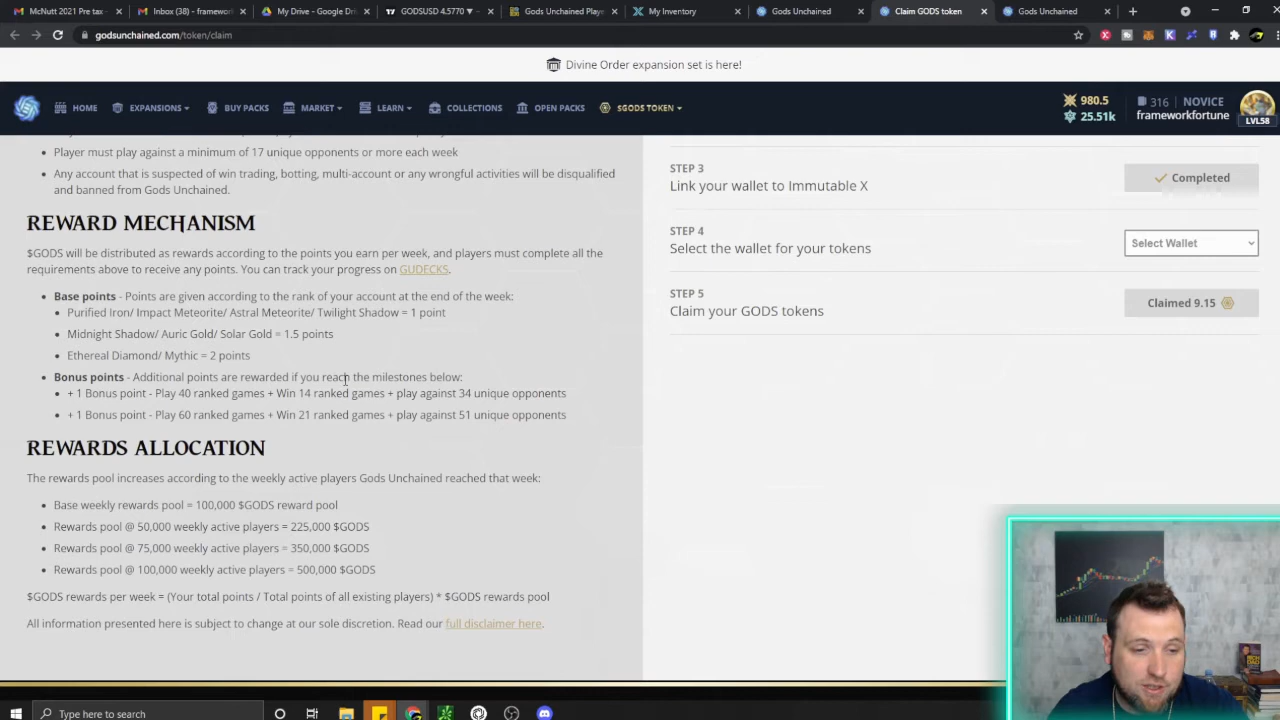 McNutt 2021 Pre tax -
Inbox (38) - framework
My Drive - Google Dri
GODSUSD 4.5770 ▼
Gods Unchained Playe
My Inventory
Gods Unchained
Claim GODS token
Gods Unchained
godsunchained.com/token/claim
Divine Order expansion set is here!
HOME
EXPANSIONS
BUY PACKS
MARKET
LEARN
COLLECTIONS
OPEN PACKS
$GODS TOKEN
980.5
25.51k
316
NOVICE
frameworkfortune
LVL58
Player must play against a minimum of 17 unique opponents or more each week
Any account that is suspected of win trading, botting, multi-account or any wrongful activities will be disqualified
and banned from Gods Unchained.
REWARD MECHANISM
$GODS will be distributed as rewards according to the points you earn per week, and players must complete all the
requirements above to receive any points. You can track your progress on GUDECKS.
Base points - Points are given according to the rank of your account at the end of the week:
Purified Iron/ Impact Meteorite/ Astral Meteorite/ Twilight Shadow = 1 point
Midnight Shadow/ Auric Gold/ Solar Gold = 1.5 points
Ethereal Diamond/ Mythic = 2 points
Bonus points - Additional points are rewarded if you reach the milestones below:
+ 1 Bonus point - Play 40 ranked games + Win 14 ranked games + play against 34 unique opponents
+ 1 Bonus point - Play 60 ranked games + Win 21 ranked games + play against 51 unique opponents
REWARDS ALLOCATION
The rewards pool increases according to the weekly active players Gods Unchained reached that week:
Base weekly rewards pool = 100,000 $GODS reward pool
Rewards pool @ 50,000 weekly active players = 225,000 $GODS
Rewards pool @ 75,000 weekly active players = 350,000 $GODS
Rewards pool @ 100,000 weekly active players = 500,000 $GODS
$GODS rewards per week = (Your total points / Total points of all existing players) * $GODS rewards pool
All information presented here is subject to change at our sole discretion. Read our full disclaimer here.
STEP 3
Link your wallet to Immutable X
Completed
STEP 4
Select the wallet for your tokens
Select Wallet
STEP 5
Claim your GODS tokens
Claimed 9.15
Type here to search